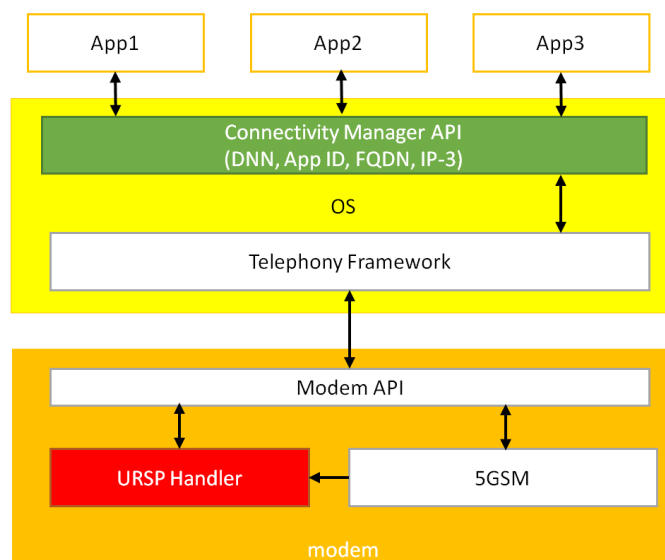 App1
App2
App3
Connectivity Manager API
(DNN, App ID, FQDN, IP-3)
OS
Telephony Framework
Modem API
URSP Handler
5GSM
modem